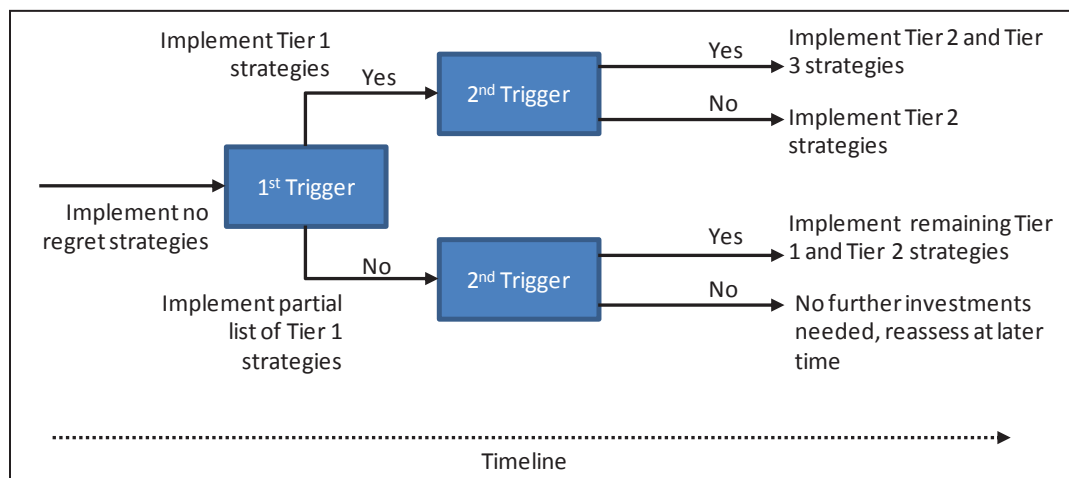 Implement Tier 1
strategies
Yes
2nd Trigger
Yes
Implement Tier 2 and Tier
3 strategies
No
Implement Tier 2
strategies
1st Trigger
Implement no
regret strategies
No
Implement partial
list of Tier 1
strategies
2nd Trigger
Yes
Implement remaining Tier
1 and Tier 2 strategies
No
No further investments
needed, reassess at later
time
Timeline